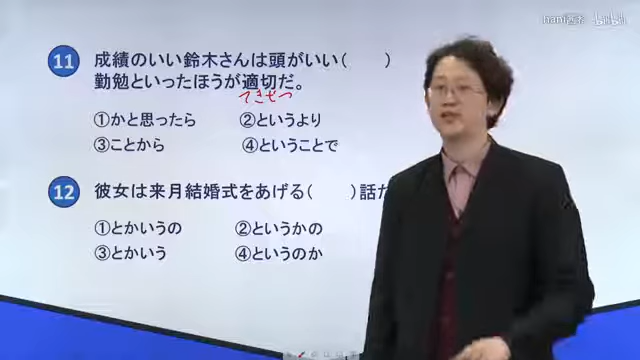 11 成績のいい鈴木さんは頭がいい(　　)
勤勉といったほうが適切だ。
てきせつ
①かと思ったら　②というより
③ことから　④ということで
12 彼女は来月結婚式をあげる(　　)話だ
①とかいうの　②というかの
③とかいう　④というのか